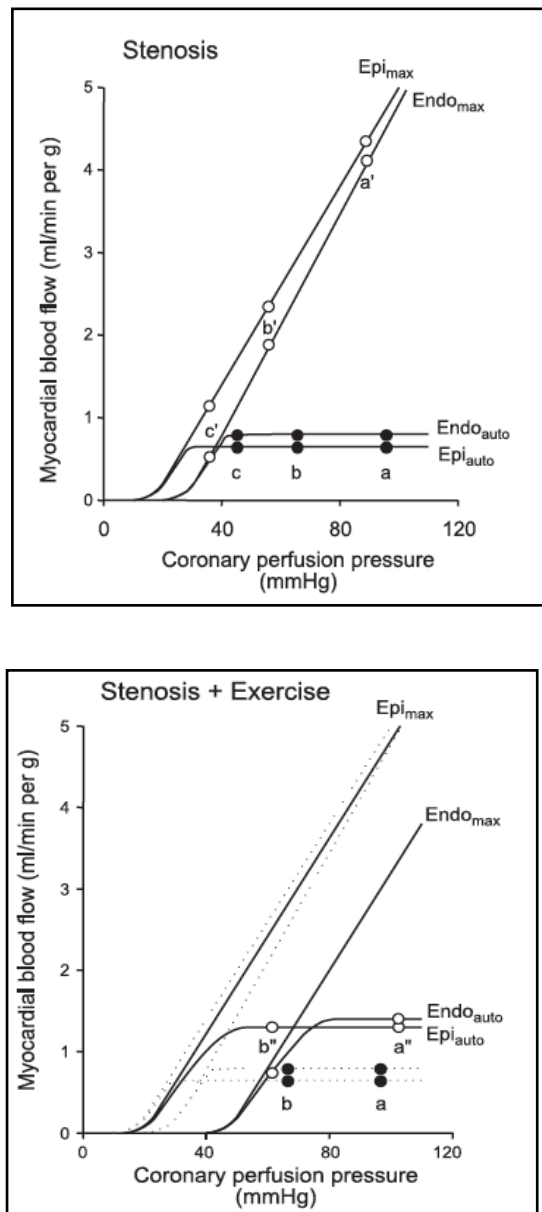 Stenosis
Epimax
Endomax
5
4
3
2
1
0
Myocardial blood flow (ml/min per g)
a'
b'
c'
Endoauto
Epiauto
c
b
a
0
40
80
120
Coronary perfusion pressure
(mmHg)
Stenosis + Exercise
Epimax
Endomax
5
4
3
2
1
0
Myocardial blood flow (ml/min per g)
Endoauto
Epiauto
b"
a"
b
a
0
40
80
120
Coronary perfusion pressure
(mmHg)